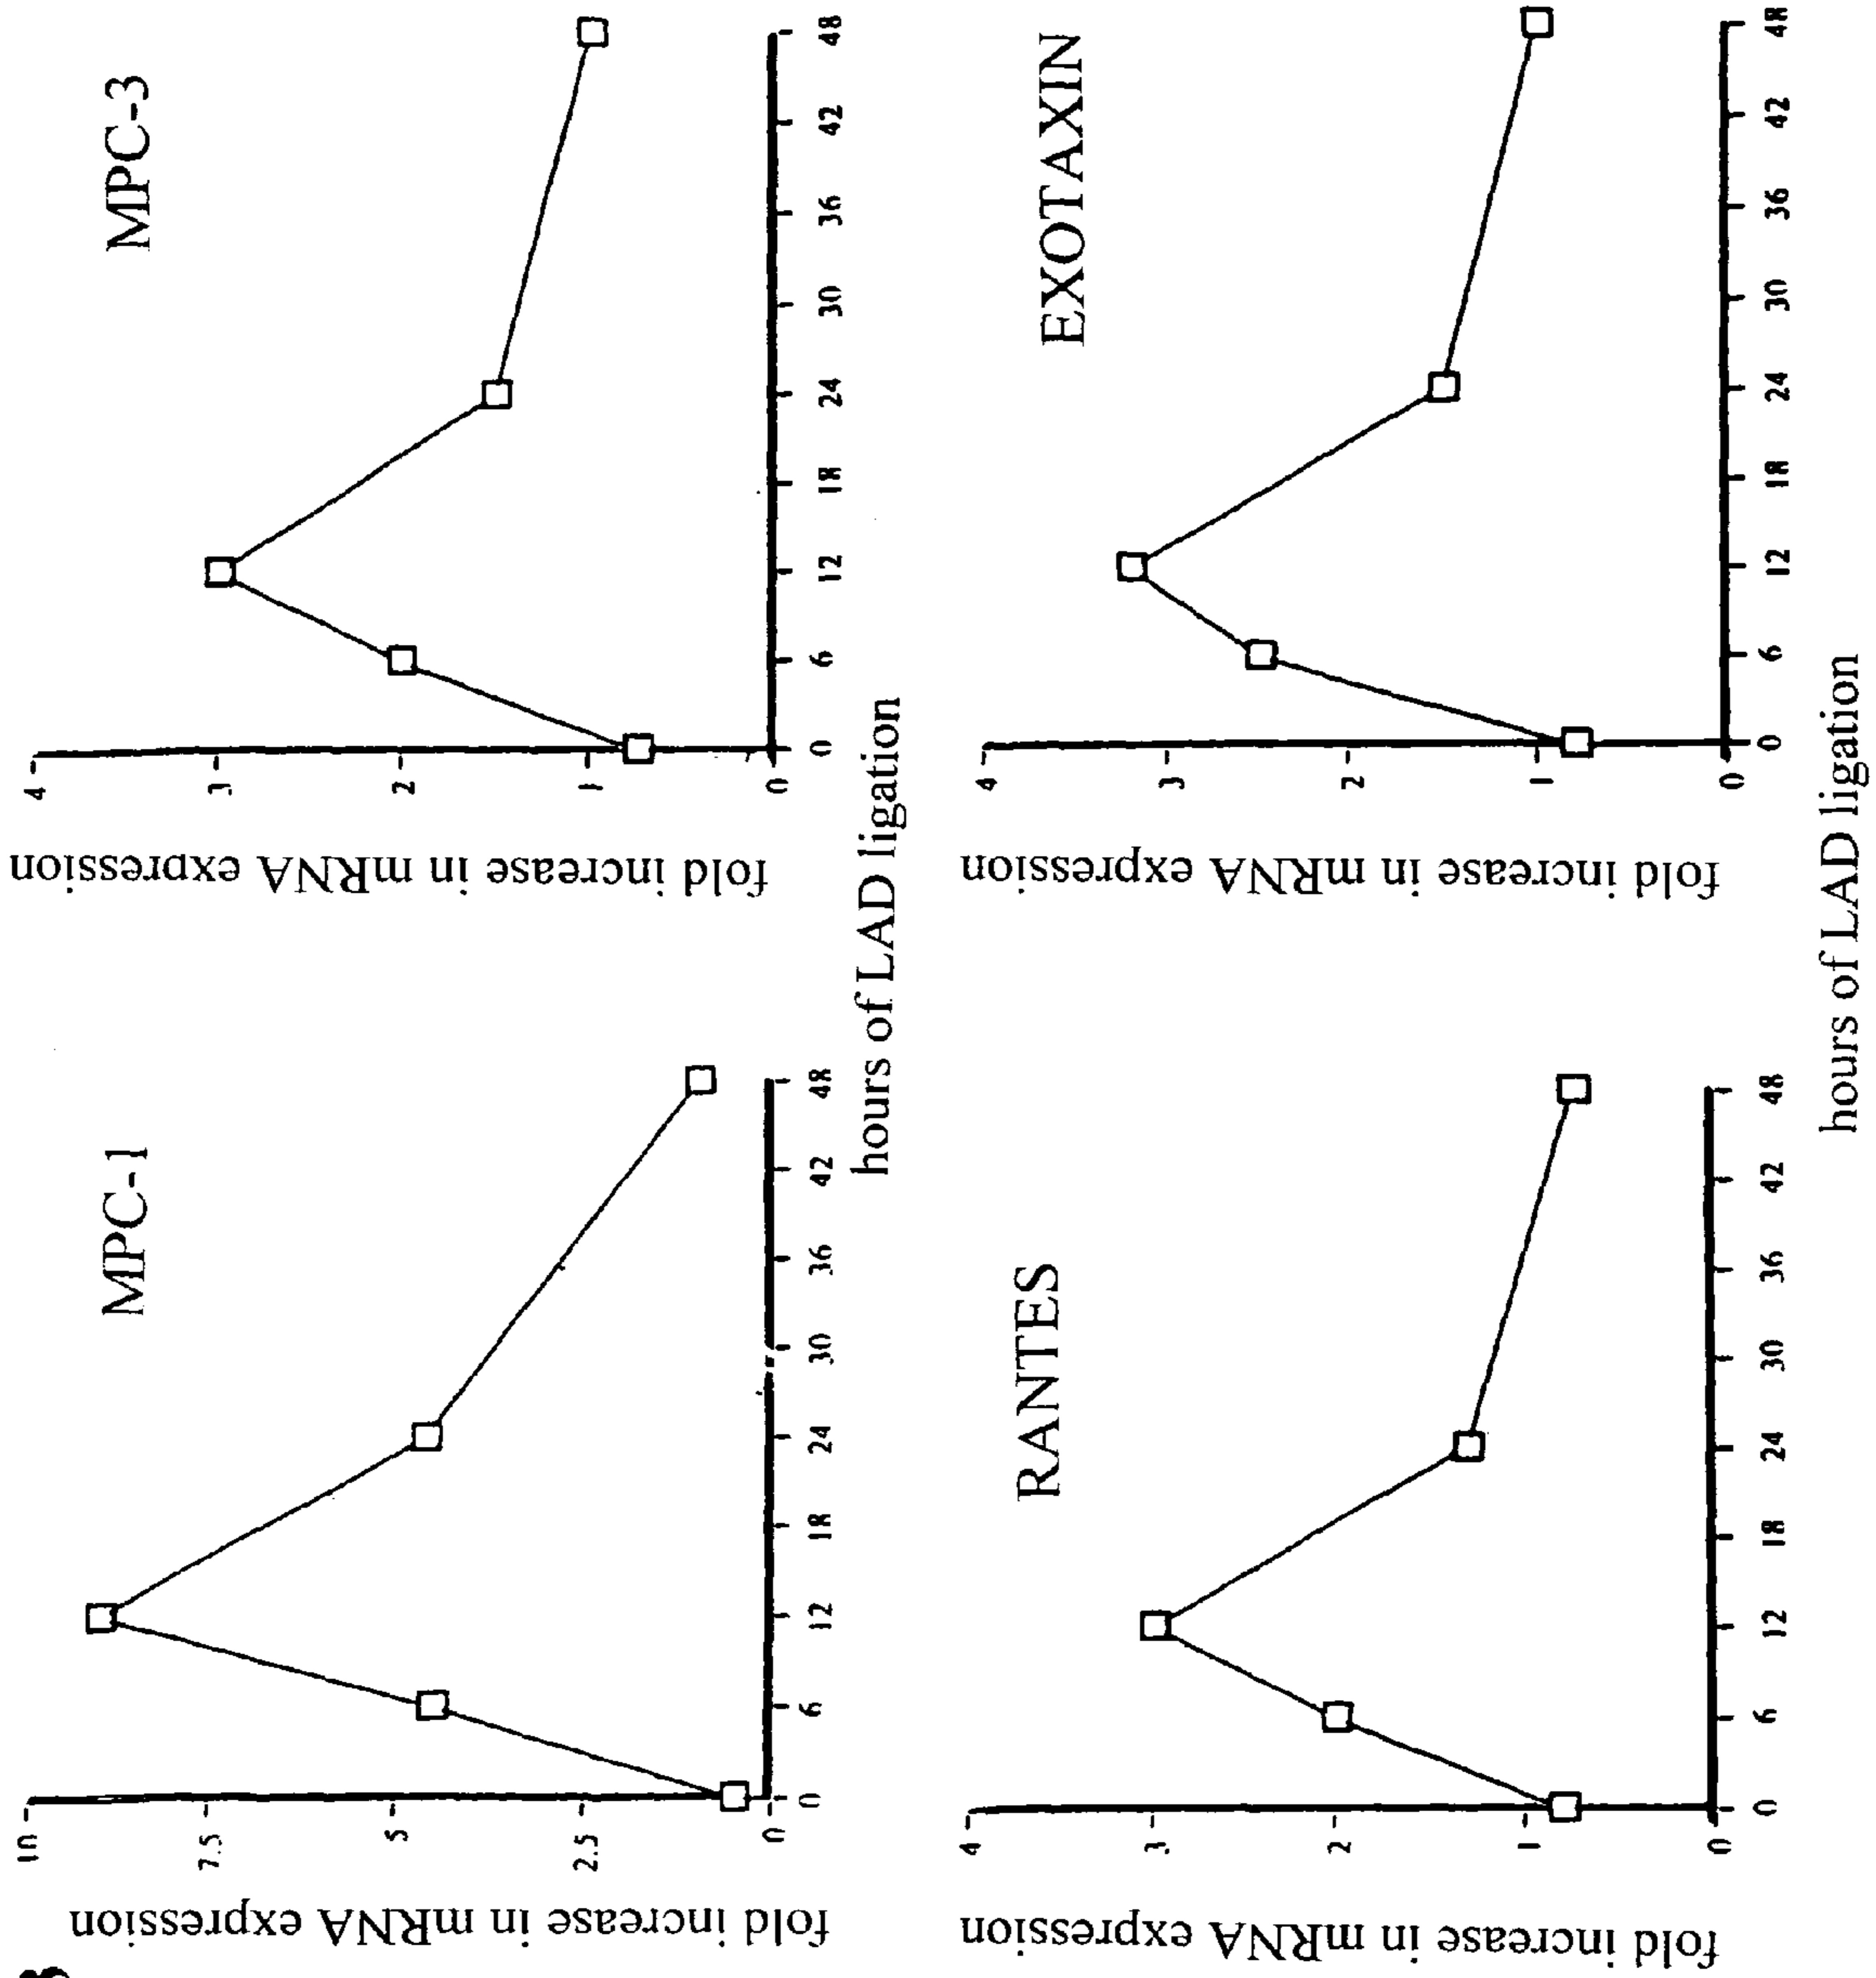 MPC-1
fold increase in mRNA expression
10
7.5
5
2.5
0
0 6 12 18 24 30 36 42 48
MPC-3
fold increase in mRNA expression
4
3
2
1
0
0 6 12 18 24 30 36 42 48
hours of LAD ligation
RANTES
fold increase in mRNA expression
4
3
2
1
0
0 6 12 18 24 30 36 42 48
EXOTAXIN
fold increase in mRNA expression
4
3
2
1
0
0 6 12 18 24 30 36 42 48
hours of LAD ligation